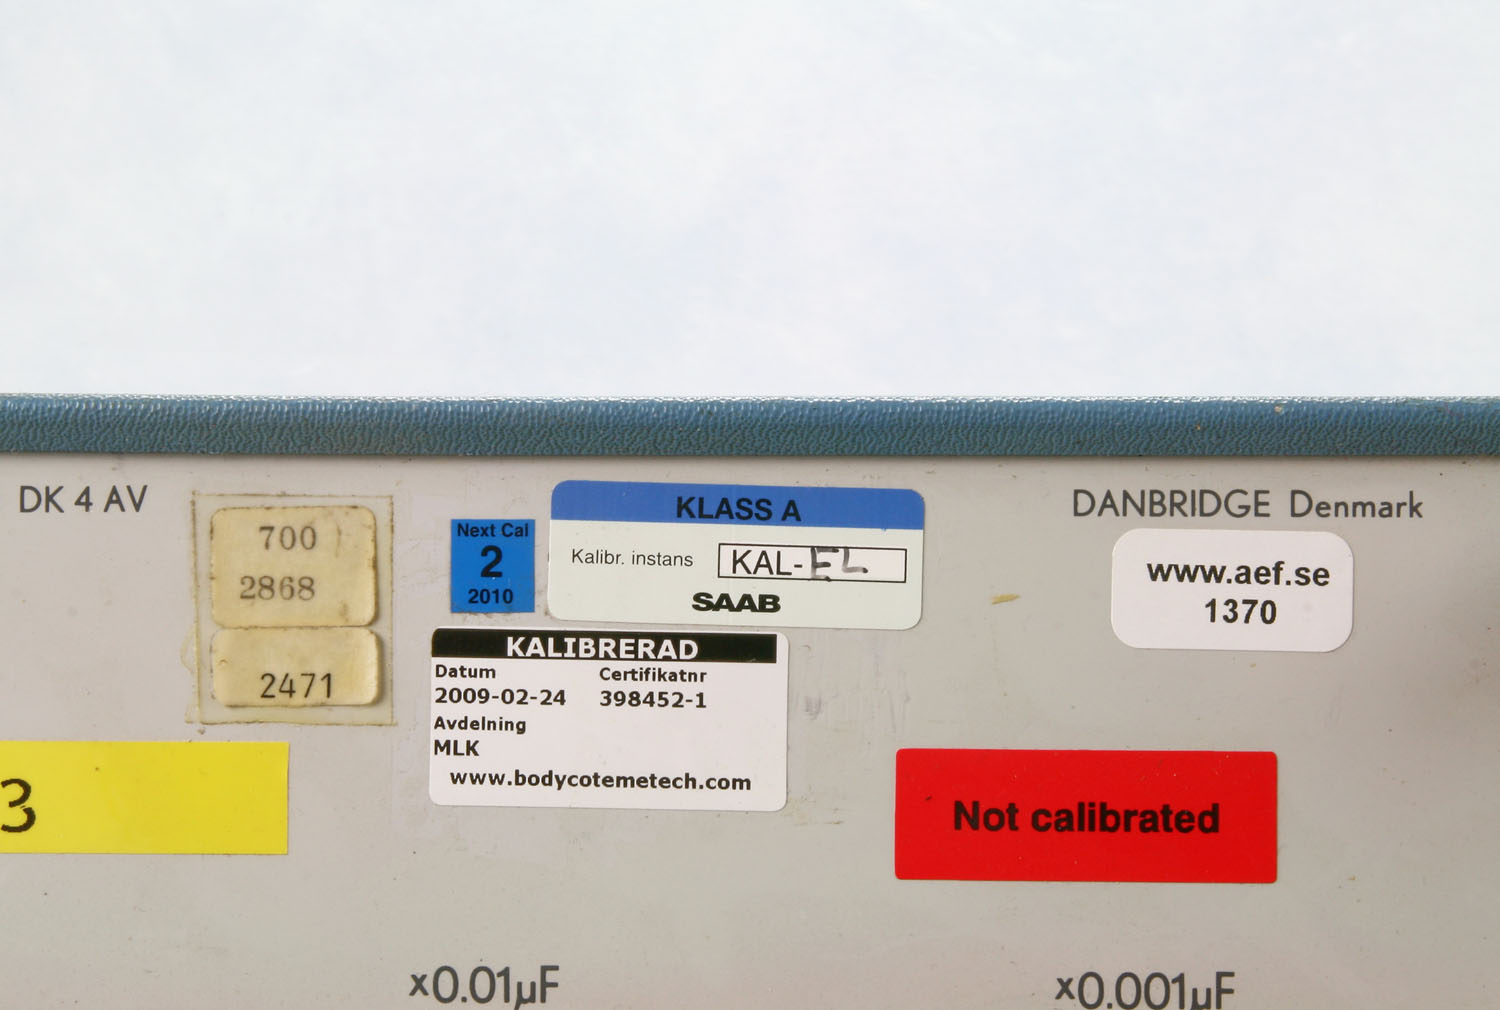 DK 4 AV
700
2868
2471
3
Next Cal
2
2010
KLASS A
Kalibr. instans KAL-EL
SAAB
KALIBRERAD
Datum Certifikatnr
2009-02-24 398452-1
Avdelning
MLK
www.bodycotemetech.com
DANBRIDGE Denmark
www.aef.se
1370
Not calibrated
x0.01µF
x0.001µF